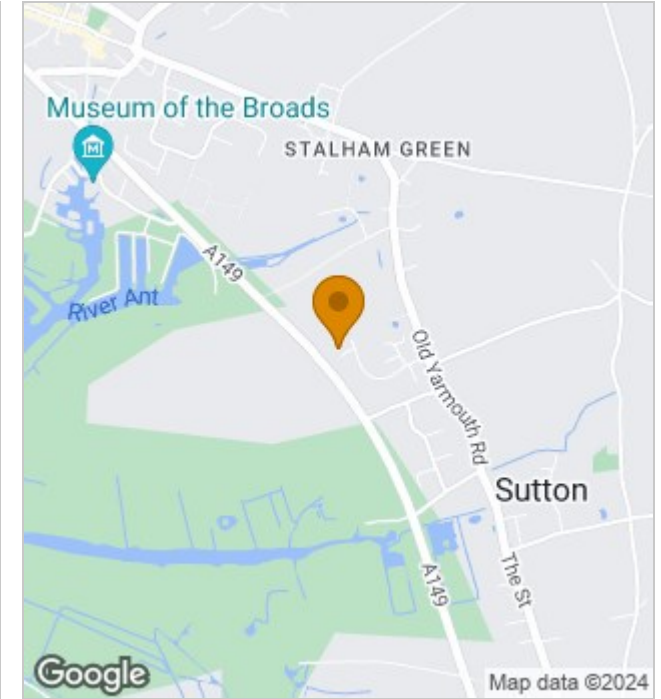 Museum of the Broads
STALHAM GREEN
A149
River Ant
Old Yarmouth Rd
Sutton
The St
A149
Google
Map data ©2024